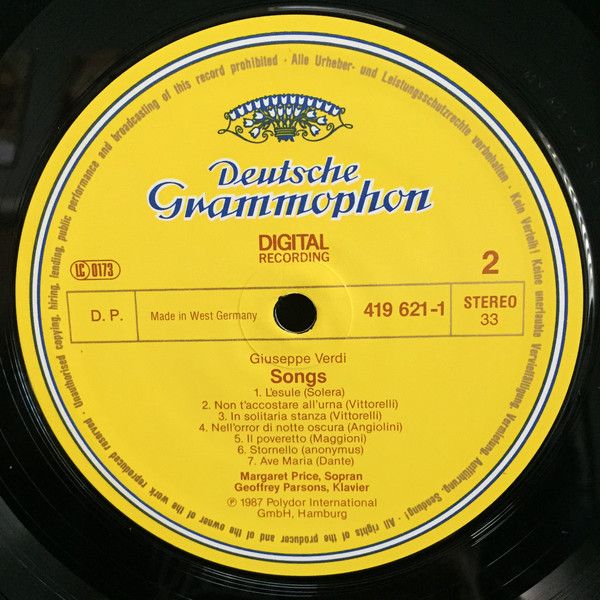 Unauthorised copying, hiring, lending, public performance and broadcasting of this record prohibited · Alle Urheber- und Leistungsschutzrechte vorbehalten · Kein Verleih! Keine unerlaubte Vervielfältigung, Vermietung, Aufführung, Sendung! · All rights of the producer and of the owner of the work reproduced reserved ·
Deutsche
Grammophon
DIGITAL
RECORDING
LC 0173
2
D. P.
Made in West Germany
419 621-1
STEREO
33
Giuseppe Verdi
Songs
1. L'esule (Solera)
2. Non t'accostare all'urna (Vittorelli)
3. In solitaria stanza (Vittorelli)
4. Nell'orror di notte oscura (Angiolini)
5. Il poveretto (Maggioni)
6. Stornello (anonymus)
7. Ave Maria (Dante)
Margaret Price, Sopran
Geoffrey Parsons, Klavier
℗ 1987 Polydor International
GmbH, Hamburg